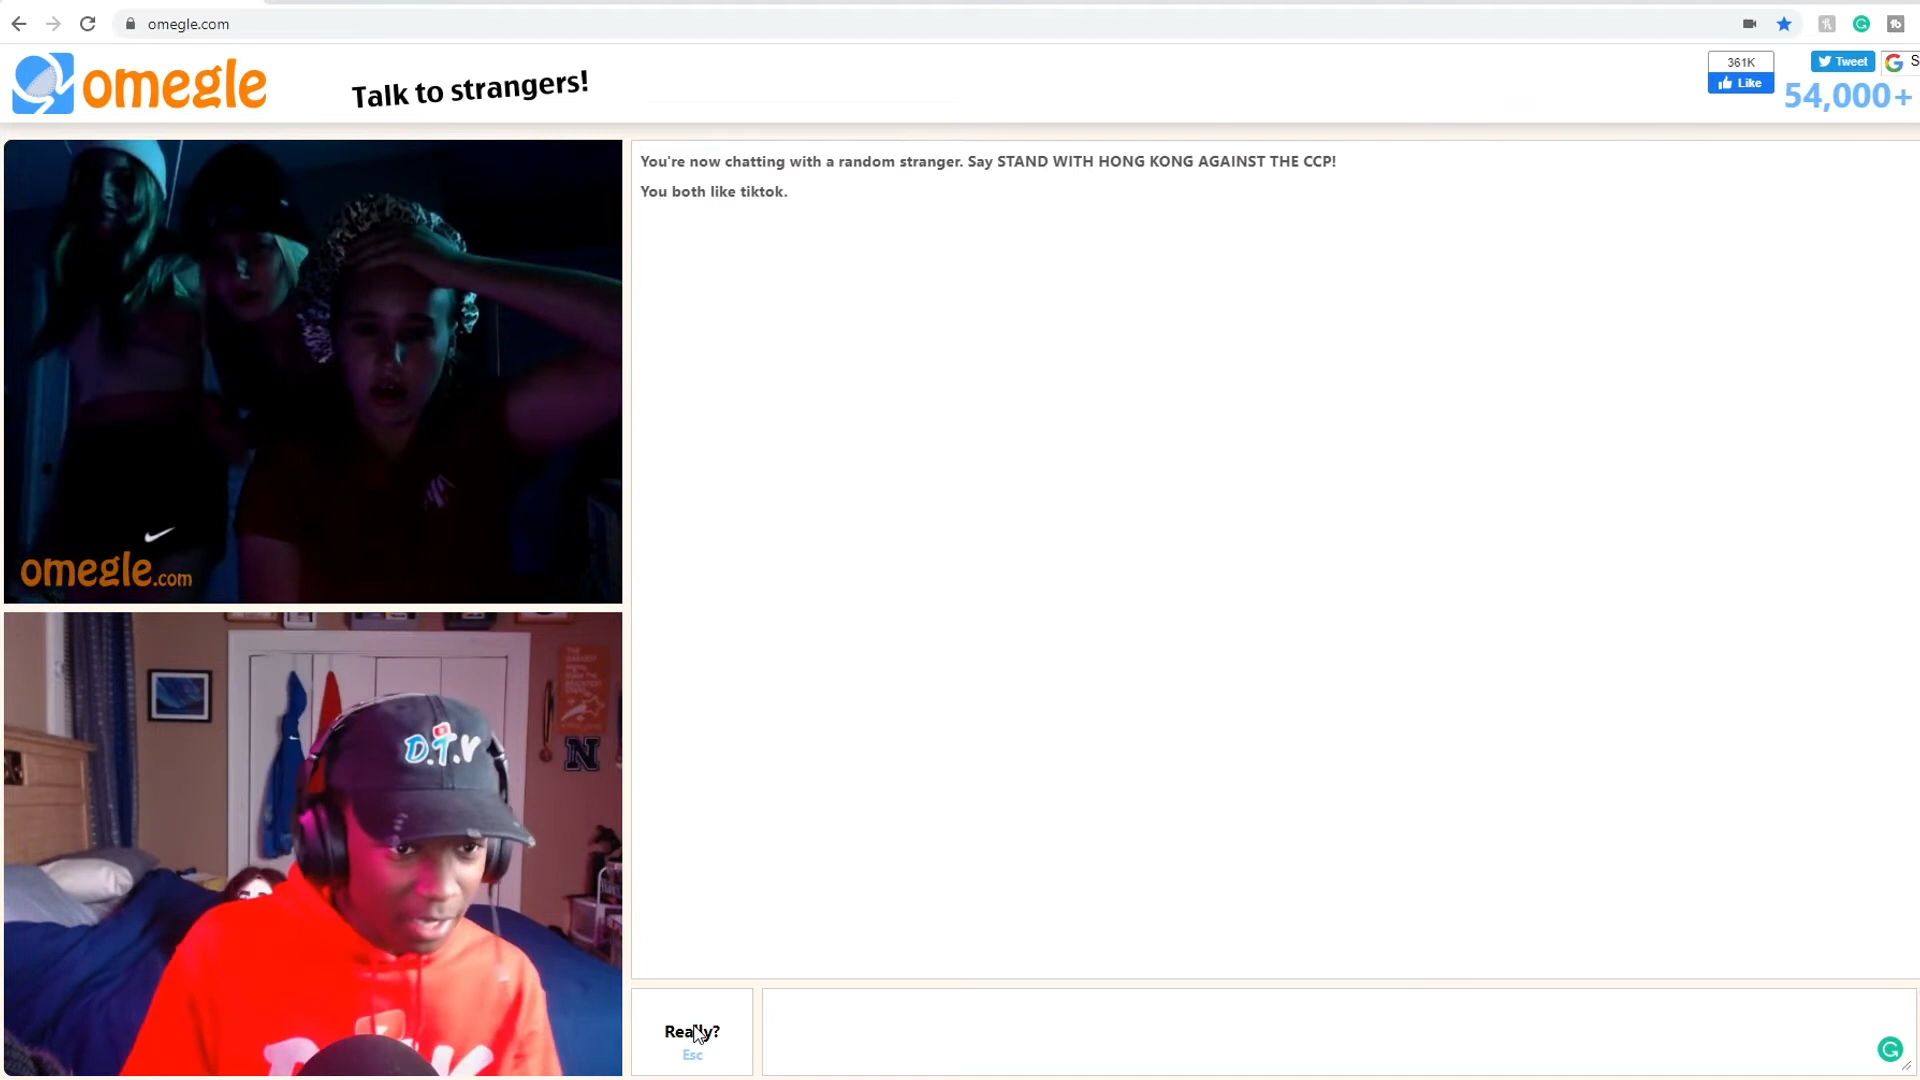 omegle.com
omegle
Talk to strangers!
361K
Like
Tweet
54,000+
You're now chatting with a random stranger. Say STAND WITH HONG KONG AGAINST THE CCP!
You both like tiktok.
omegle.com
D.T.V
N
Really?
Esc